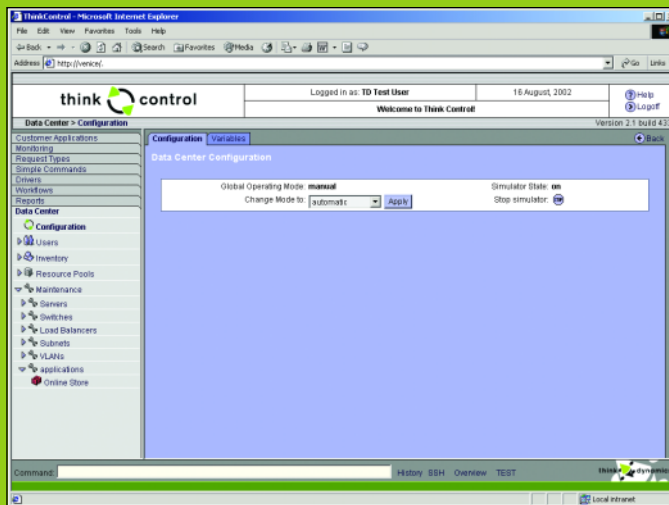 ThinkControl - Microsoft Internet Explorer
File Edit View Favorites Tools Help
Back Search Favorites Media
Address http://venice/. Go Links
think control
Logged in as: TD Test User 16 August, 2002
Welcome to Think Control!
Help
Logoff
Data Center > Configuration Version 2.1 build 43
Customer Applications
Monitoring
Request Types
Simple Commands
Drivers
Workflows
Reports
Data Center
Configuration
Users
Inventory
Resource Pools
Maintenance
Servers
Switches
Load Balancers
Subnets
VLANs
applications
Online Store
Configuration Variables Back
Data Center Configuration
Global Operating Mode: manual Simulator State: on
Change Mode to: automatic Apply Stop simulator:
Command: History SSH Overview TEST think dynamics
Local intranet